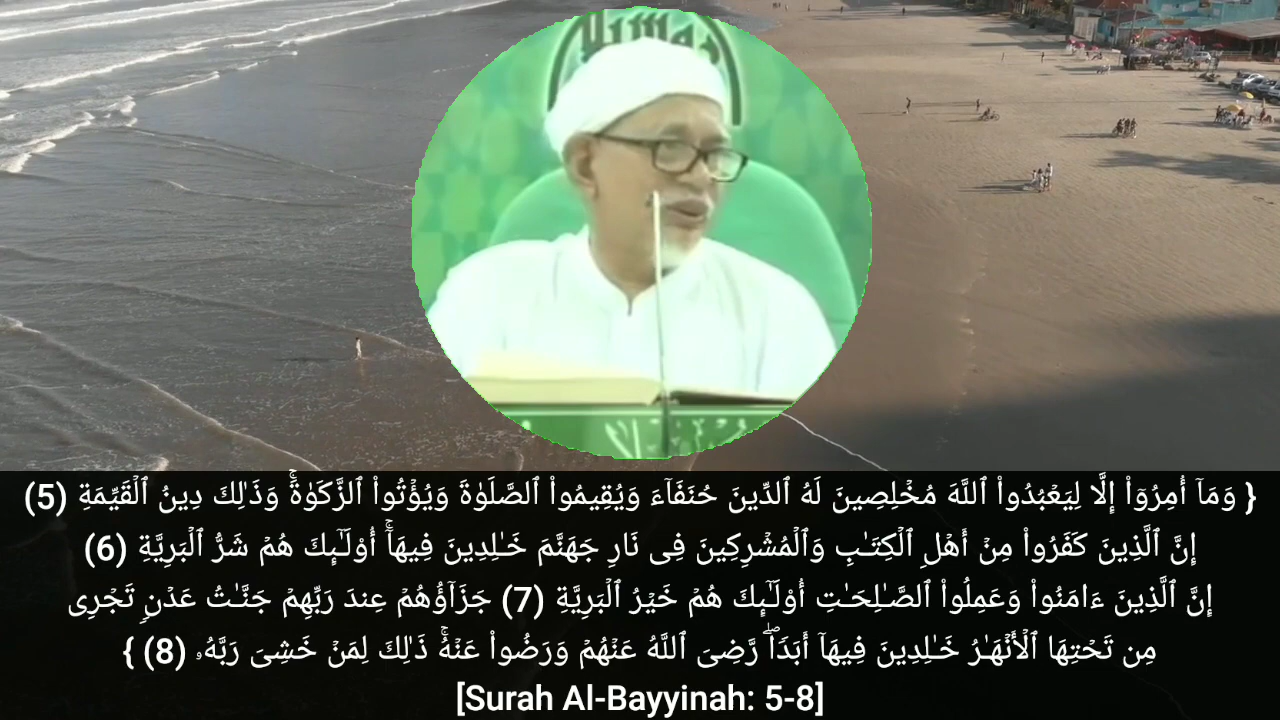 { وَمَآ أُمِرُوٓا۟ إِلَّا لِيَعْبُدُوا۟ ٱللَّهَ مُخْلِصِينَ لَهُ ٱلدِّينَ حُنَفَآءَ وَيُقِيمُوا۟ ٱلصَّلَوٰةَ وَيُؤْتُوا۟ ٱلزَّكَوٰةَۚ وَذَٰلِكَ دِينُ ٱلْقَيِّمَةِ (5)
إِنَّ ٱلَّذِينَ كَفَرُوا۟ مِنْ أَهْلِ ٱلْكِتَـٰبِ وَٱلْمُشْرِكِينَ فِى نَارِ جَهَنَّمَ خَـٰلِدِينَ فِيهَآۚ أُو۟لَـٰٓئِكَ هُمْ شَرُّ ٱلْبَرِيَّةِ (6)
إِنَّ ٱلَّذِينَ ءَامَنُوا۟ وَعَمِلُوا۟ ٱلصَّـٰلِحَـٰتِ أُو۟لَـٰٓئِكَ هُمْ خَيْرُ ٱلْبَرِيَّةِ (7) جَزَآؤُهُمْ عِندَ رَبِّهِمْ جَنَّـٰتُ عَدْنٍ تَجْرِى
مِن تَحْتِهَا ٱلْأَنْهَـٰرُ خَـٰلِدِينَ فِيهَآ أَبَدًاۖ رَّضِىَ ٱللَّهُ عَنْهُمْ وَرَضُوا۟ عَنْهُۚ ذَٰلِكَ لِمَنْ خَشِىَ رَبَّهُۥ (8) }
[Surah Al-Bayyinah: 5-8]